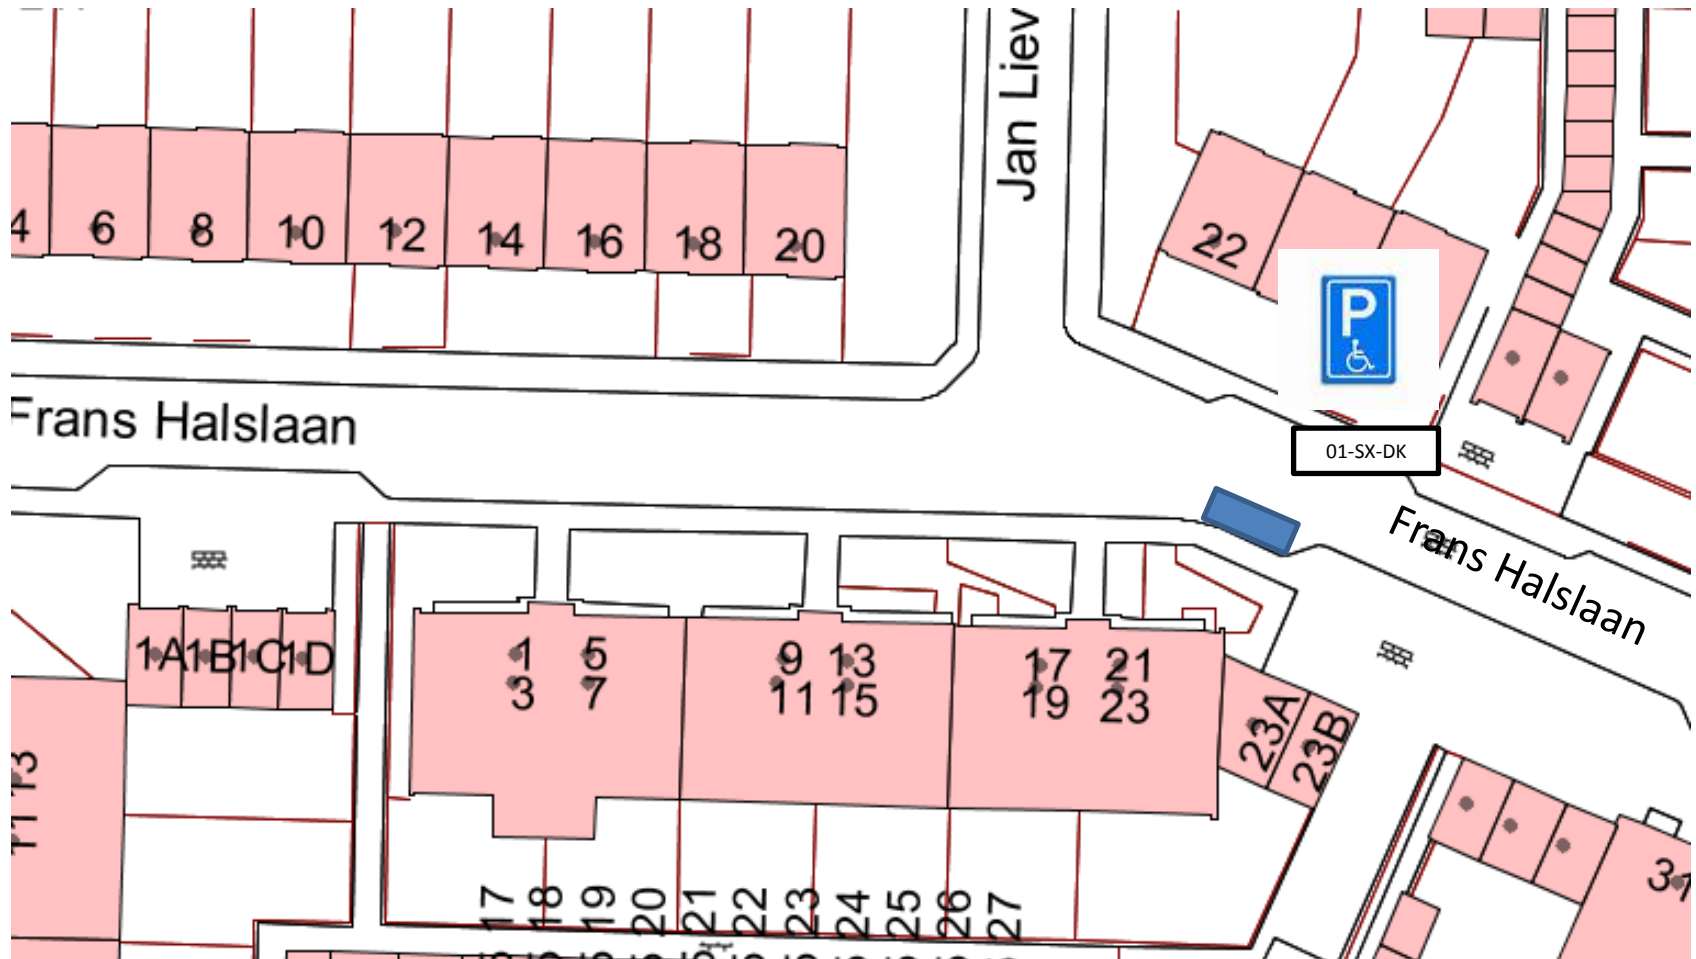 Jan Liev
4 6 8 10 12 14 16 18 20
22
P
01-SX-DK
Frans Halslaan
Frans Halslaan
1A 1B 1C 1D
1 5 9 13 17 21
3 7 11 15 19 23
23A
23B
13
11
31
17 18 19 20 21 22 23 24 25 26 27